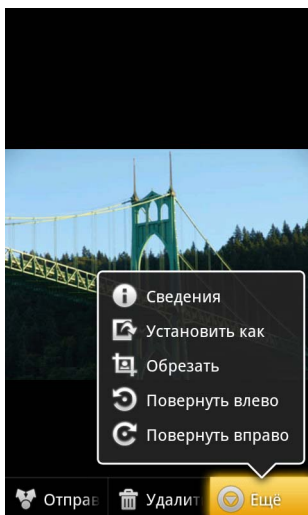 Сведения
Установить как
Обрезать
Повернуть влево
Повернуть вправо
Отправ
Удалит
Ещё